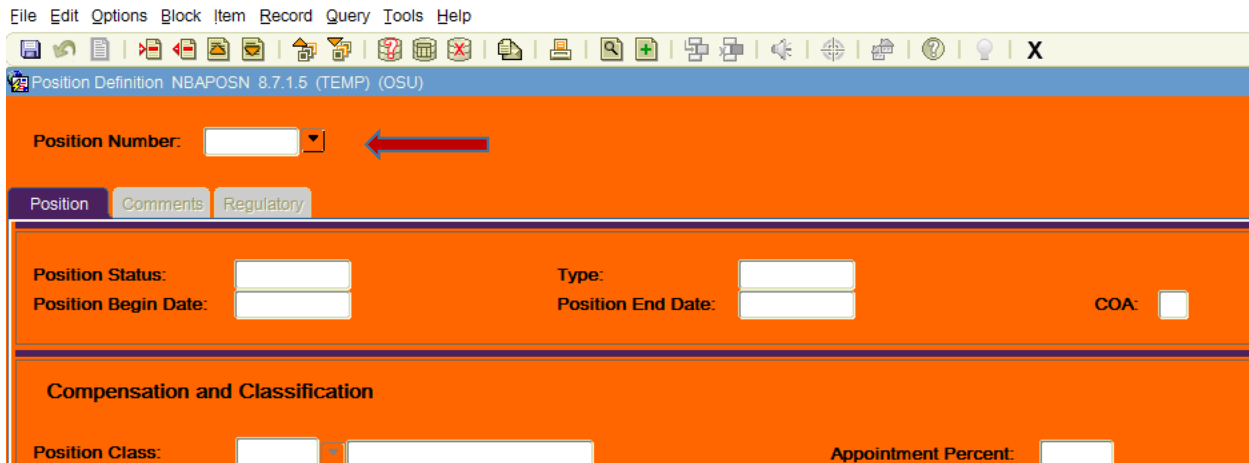 File Edit Options Block Item Record Query Tools Help
X
Position Definition NBAPOSN 8.7.1.5 (TEMP) (OSU)
Position Number:
Position Comments Regulatory
Position Status: Type:
Position Begin Date: Position End Date: COA:
Compensation and Classification
Position Class: Appointment Percent: